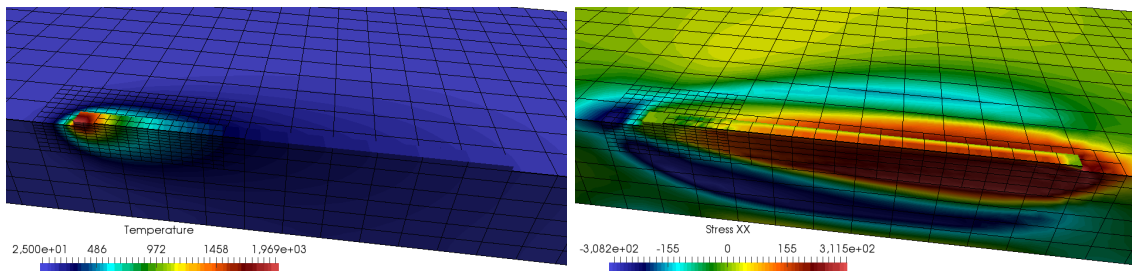 Temperature
2.500e+01 486 972 1458 1,969e+03
Stress XX
-3,082e+02 -155 0 155 3,115e+02